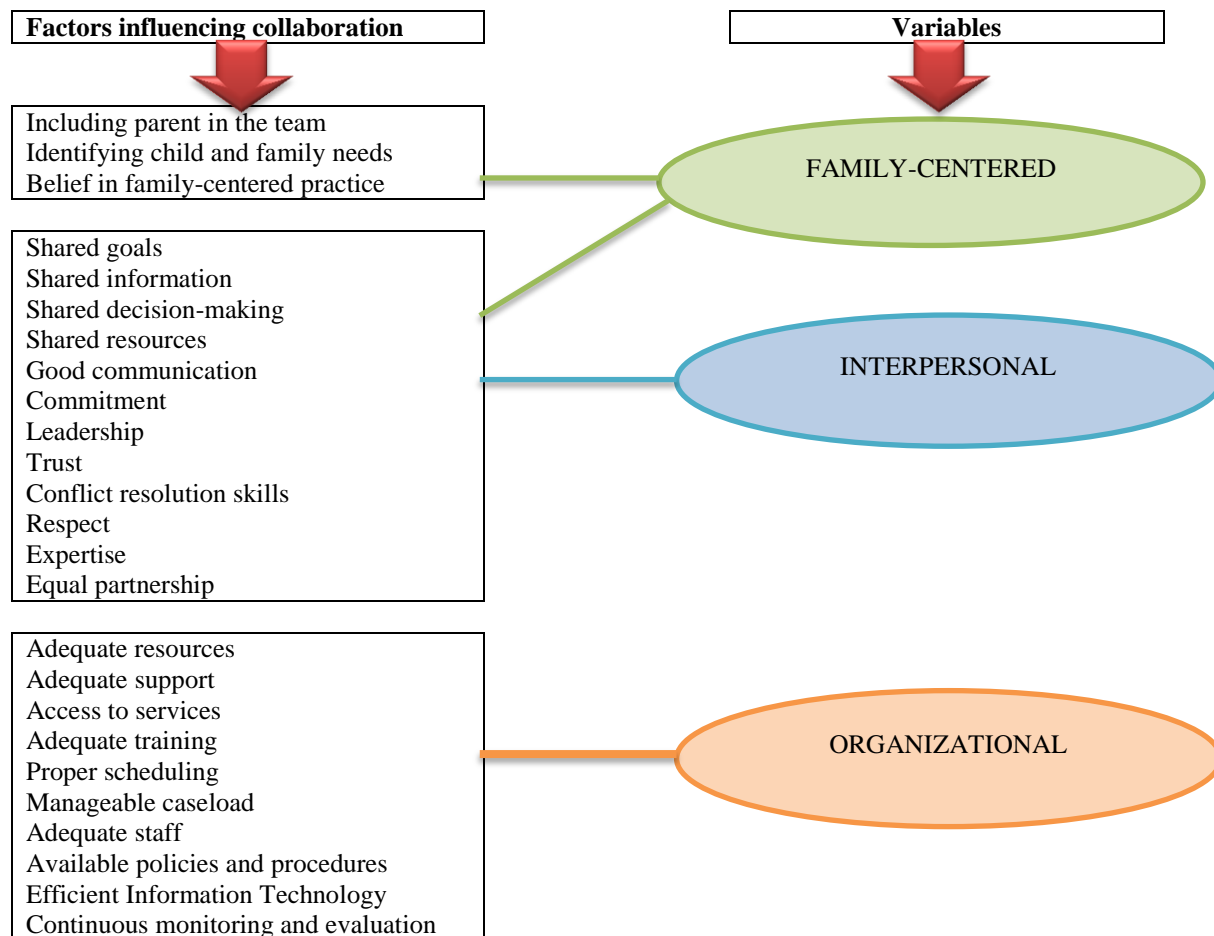 Factors influencing collaboration
Variables
Including parent in the team
Identifying child and family needs
Belief in family-centered practice
FAMILY-CENTERED
Shared goals
Shared information
Shared decision-making
Shared resources
Good communication
Commitment
Leadership
Trust
Conflict resolution skills
Respect
Expertise
Equal partnership
INTERPERSONAL
Adequate resources
Adequate support
Access to services
Adequate training
Proper scheduling
Manageable caseload
Adequate staff
Available policies and procedures
Efficient Information Technology
Continuous monitoring and evaluation
ORGANIZATIONAL